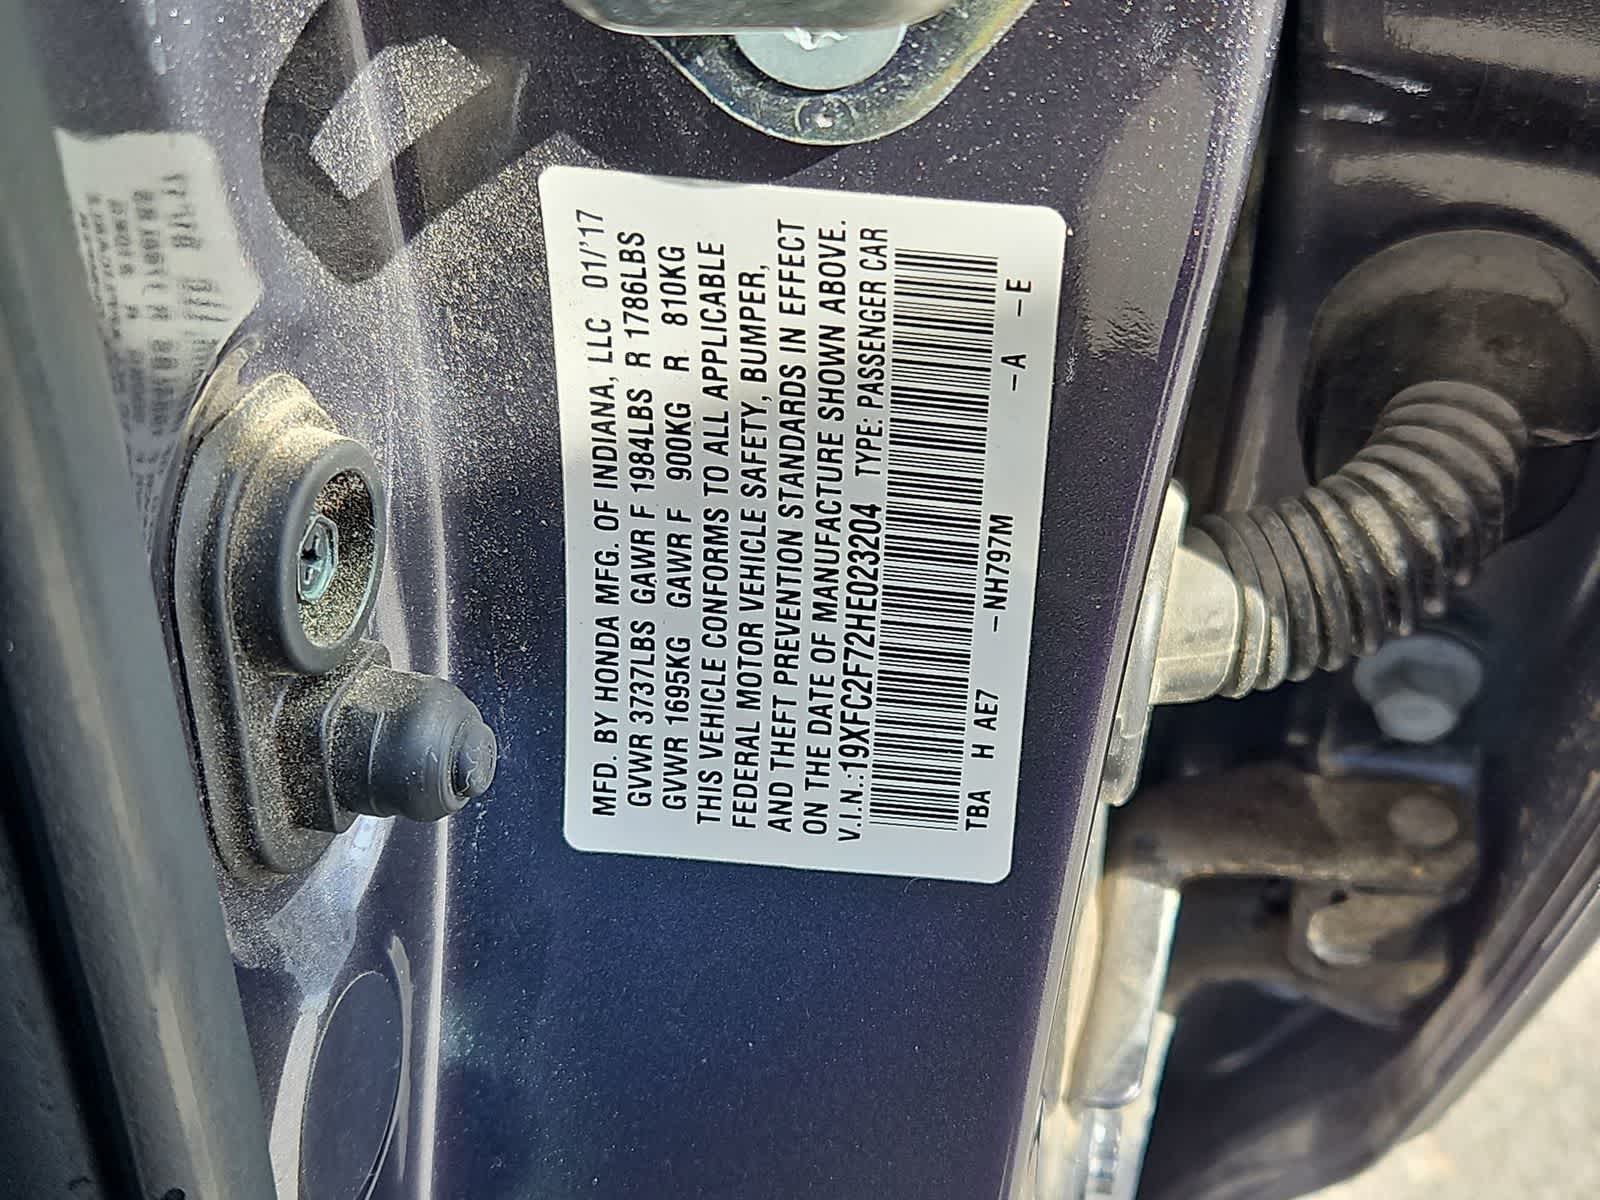 MFD. BY HONDA MFG. OF INDIANA, LLC 01/'17
GVWR 3737LBS GAWR F 1984LBS R 1786LBS
GVWR 1695KG GAWR F 900KG R 810KG
THIS VEHICLE CONFORMS TO ALL APPLICABLE
FEDERAL MOTOR VEHICLE SAFETY, BUMPER,
AND THEFT PREVENTION STANDARDS IN EFFECT
ON THE DATE OF MANUFACTURE SHOWN ABOVE.
V.I.N.:19XFC2F72HE023204 TYPE: PASSENGER CAR
TBA H AE7 -NH797M -A -E